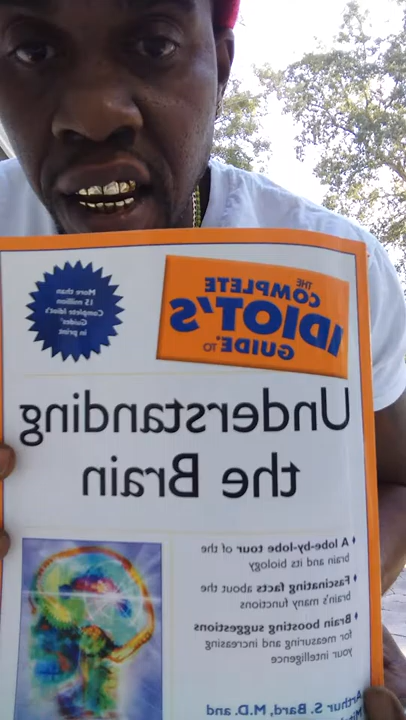 THE
COMPLETE
IDIOT'S
GUIDE TO
More than
15 million
Complete Idiot's
Guides®
in print
Understanding
the Brain
• A lobe-by-lobe tour of the
brain and its biology
• Fascinating facts about the
brain's many functions
• Brain boosting suggestions
for measuring and increasing
your intelligence
Arthur S. Bard, M.D. and